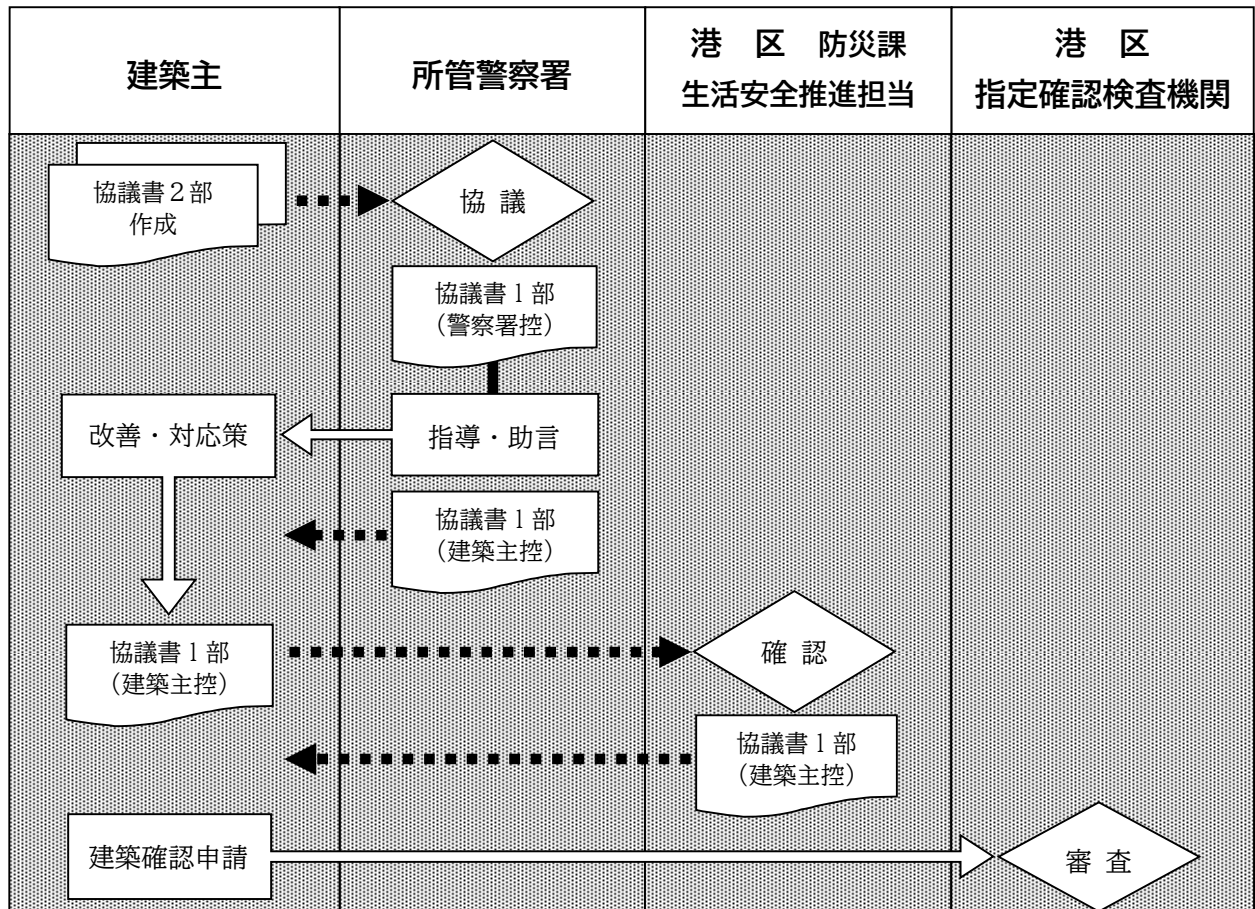 建築主
所管警察署
港 区 防災課
生活安全推進担当
港 区
指定確認検査機関
協議書２部
作成
協 議
協議書１部
（警察署控）
改善・対応策
指導・助言
協議書１部
（建築主控）
協議書１部
（建築主控）
確 認
協議書１部
（建築主控）
建築確認申請
審 査